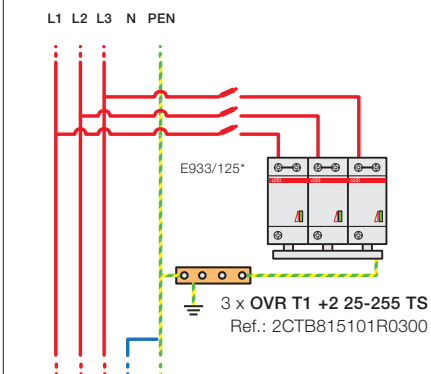 L1 L2 L3 N PEN
E933/125*
3 x OVR T1 +2 25-255 TS
Ref.: 2CTB815101R0300